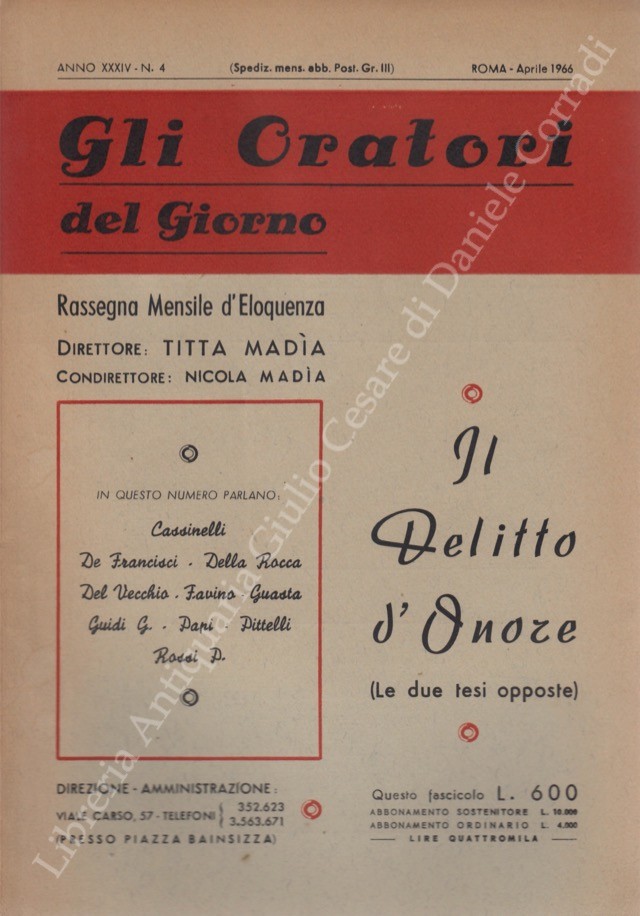 ANNO XXXIV - N. 4 (Spediz. mens. abb. Post. Gr. III) ROMA - Aprile 1966
Gli Oratori
del Giorno
Rassegna Mensile d'Eloquenza
DIRETTORE: TITTA MADÌA
CONDIRETTORE: NICOLA MADÌA
IN QUESTO NUMERO PARLANO:
Cassinelli
De Francisci - Della Rocca
Del Vecchio - Favino - Guasta
Guidi G. - Papi - Pittelli
Rossi P.
Il
Delitto
d'Onore
(Le due tesi opposte)
DIREZIONE - AMMINISTRAZIONE:
VIALE CARSO, 57 - TELEFONI { 352.623
3.563.671
(PRESSO PIAZZA BAINSIZZA)
Questo fascicolo L. 600
ABBONAMENTO SOSTENITORE L. 10.000
ABBONAMENTO ORDINARIO L. 4.000
— LIRE QUATTROMILA —
Libreria Antiquaria Giulio Cesare di Daniele Corradi